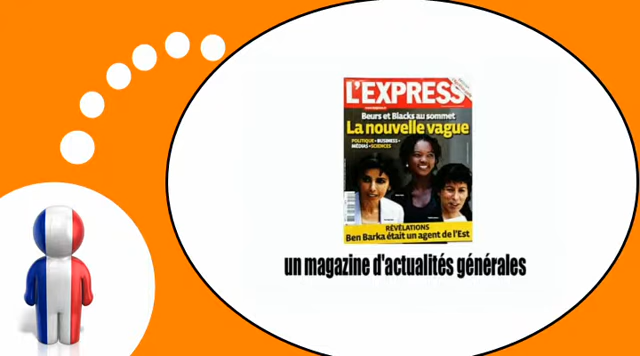 L'EXPRESS
Beurs et Blacks au sommet
La nouvelle vague
POLITIQUE • BUSINESS •
MÉDIAS • SCIENCES
RÉVÉLATIONS
Ben Barka était un agent de l'Est
un magazine d'actualités générales